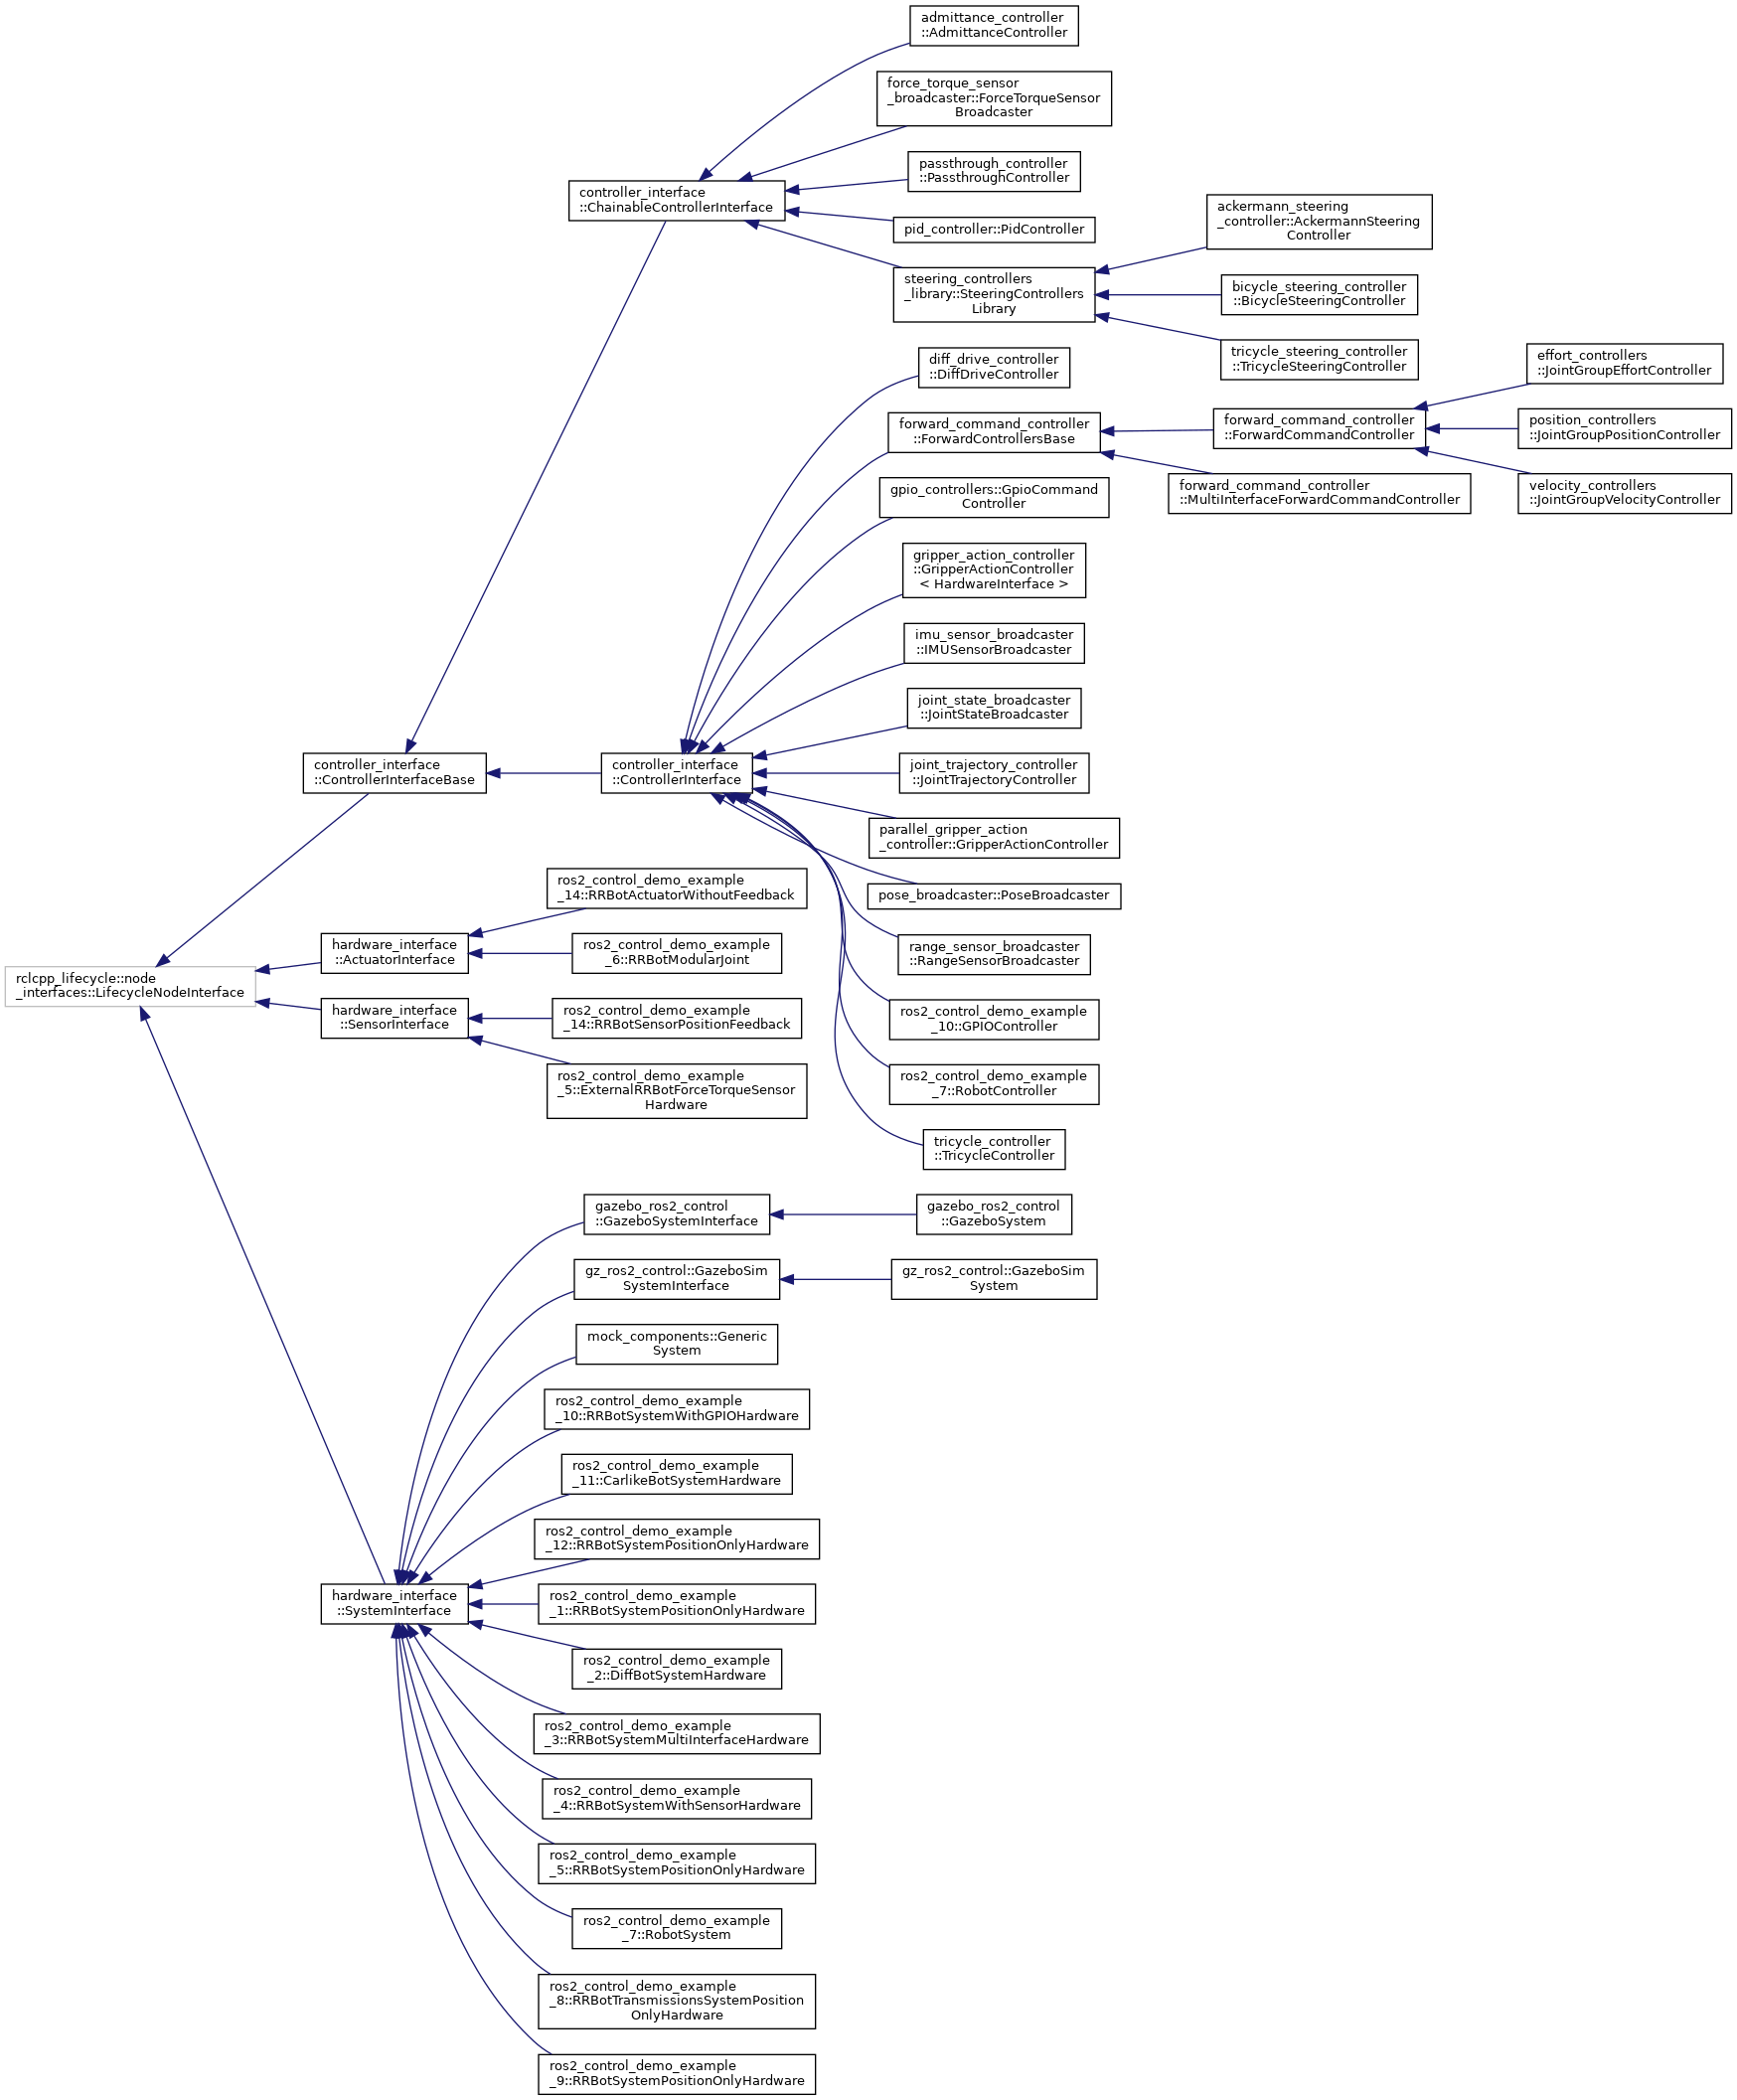 admittance_controller
::AdmittanceController
force_torque_sensor
_broadcaster::ForceTorqueSensor
Broadcaster
passthrough_controller
::PassthroughController
controller_interface
::ChainableControllerInterface
pid_controller::PidController
ackermann_steering
_controller::AckermannSteering
Controller
steering_controllers
_library::SteeringControllers
Library
bicycle_steering_controller
::BicycleSteeringController
tricycle_steering_controller
::TricycleSteeringController
diff_drive_controller
::DiffDriveController
effort_controllers
::JointGroupEffortController
forward_command_controller
::ForwardControllersBase
forward_command_controller
::ForwardCommandController
position_controllers
::JointGroupPositionController
gpio_controllers::GpioCommand
Controller
forward_command_controller
::MultiInterfaceForwardCommandController
velocity_controllers
::JointGroupVelocityController
gripper_action_controller
::GripperActionController
< HardwareInterface >
imu_sensor_broadcaster
::IMUSensorBroadcaster
joint_state_broadcaster
::JointStateBroadcaster
controller_interface
::ControllerInterfaceBase
controller_interface
::ControllerInterface
joint_trajectory_controller
::JointTrajectoryController
parallel_gripper_action
_controller::GripperActionController
pose_broadcaster::PoseBroadcaster
ros2_control_demo_example
_14::RRBotActuatorWithoutFeedback
range_sensor_broadcaster
::RangeSensorBroadcaster
hardware_interface
::ActuatorInterface
ros2_control_demo_example
_6::RRBotModularJoint
rclcpp_lifecycle::node
_interfaces::LifecycleNodeInterface
hardware_interface
::SensorInterface
ros2_control_demo_example
_14::RRBotSensorPositionFeedback
ros2_control_demo_example
_10::GPIOController
ros2_control_demo_example
_5::ExternalRRBotForceTorqueSensor
Hardware
ros2_control_demo_example
_7::RobotController
tricycle_controller
::TricycleController
gazebo_ros2_control
::GazeboSystemInterface
gazebo_ros2_control
::GazeboSystem
gz_ros2_control::GazeboSim
SystemInterface
gz_ros2_control::GazeboSim
System
mock_components::Generic
System
ros2_control_demo_example
_10::RRBotSystemWithGPIOHardware
ros2_control_demo_example
_11::CarlikeBotSystemHardware
ros2_control_demo_example
_12::RRBotSystemPositionOnlyHardware
hardware_interface
::SystemInterface
ros2_control_demo_example
_1::RRBotSystemPositionOnlyHardware
ros2_control_demo_example
_2::DiffBotSystemHardware
ros2_control_demo_example
_3::RRBotSystemMultiInterfaceHardware
ros2_control_demo_example
_4::RRBotSystemWithSensorHardware
ros2_control_demo_example
_5::RRBotSystemPositionOnlyHardware
ros2_control_demo_example
_7::RobotSystem
ros2_control_demo_example
_8::RRBotTransmissionsSystemPosition
OnlyHardware
ros2_control_demo_example
_9::RRBotSystemPositionOnlyHardware